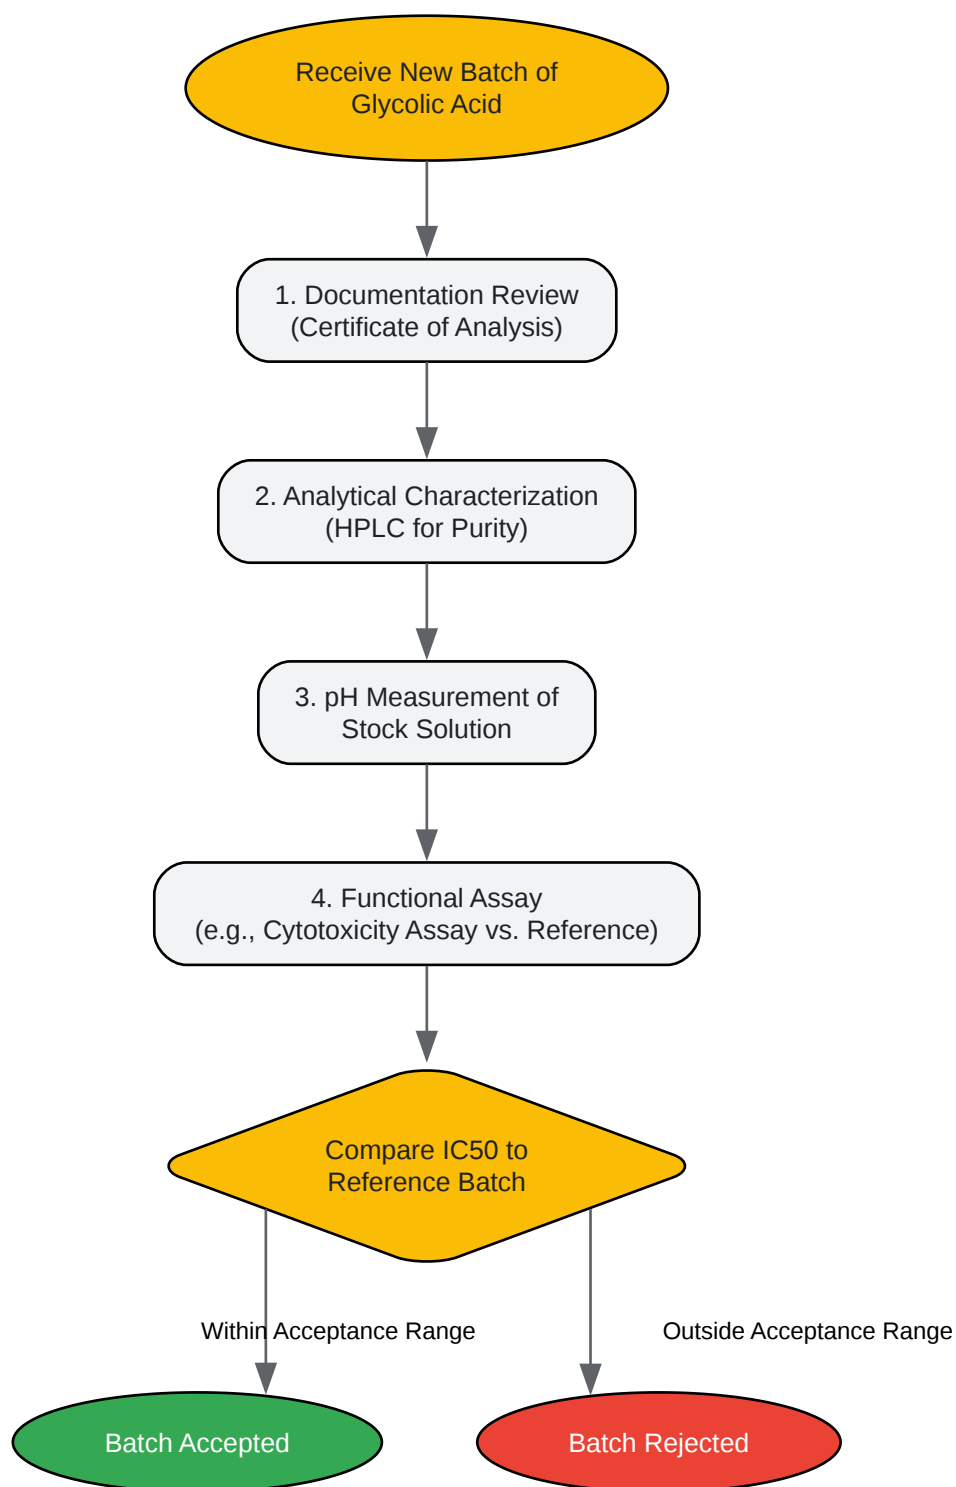 Receive New Batch of
Glycolic Acid
1. Documentation Review
(Certificate of Analysis)
2. Analytical Characterization
(HPLC for Purity)
3. pH Measurement of
Stock Solution
4. Functional Assay
(e.g., Cytotoxicity Assay vs. Reference)
Compare IC50 to
Reference Batch
Within Acceptance Range
Outside Acceptance Range
Batch Accepted
Batch Rejected